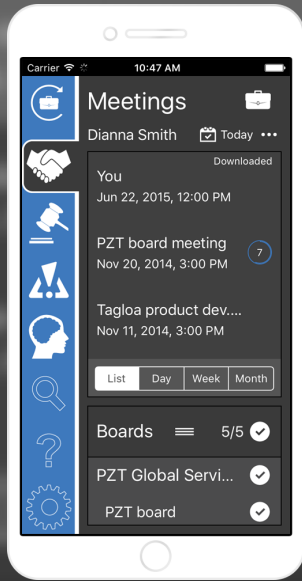 Carrier 10:47 AM
Meetings
Dianna Smith Today •••
Downloaded
You
Jun 22, 2015, 12:00 PM
PZT board meeting
Nov 20, 2014, 3:00 PM
7
Tagloa product dev....
Nov 11, 2014, 3:00 PM
List Day Week Month
Boards 5/5
PZT Global Servi...
PZT board
?